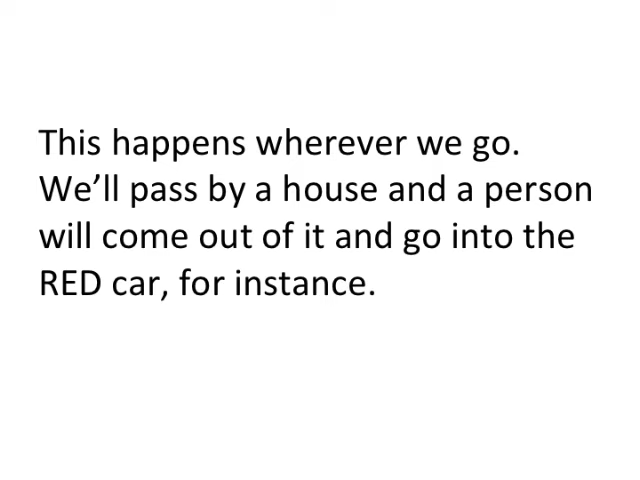 This happens wherever we go.
We’ll pass by a house and a person
will come out of it and go into the
RED car, for instance.